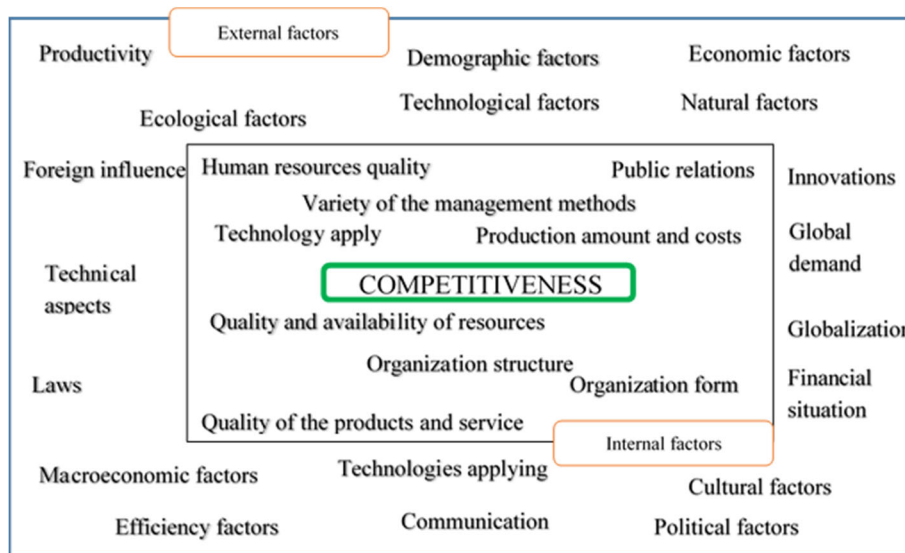 External factors
Productivity
Demographic factors
Economic factors
Technological factors
Natural factors
Ecological factors
Foreign influence
Human resources quality
Public relations
Innovations
Variety of the management methods
Technology apply
Production amount and costs
Global
demand
Technical
aspects
COMPETITIVENESS
Quality and availability of resources
Globalization
Organization structure
Laws
Organization form
Financial
situation
Quality of the products and service
Internal factors
Macroeconomic factors
Technologies applying
Cultural factors
Efficiency factors
Communication
Political factors